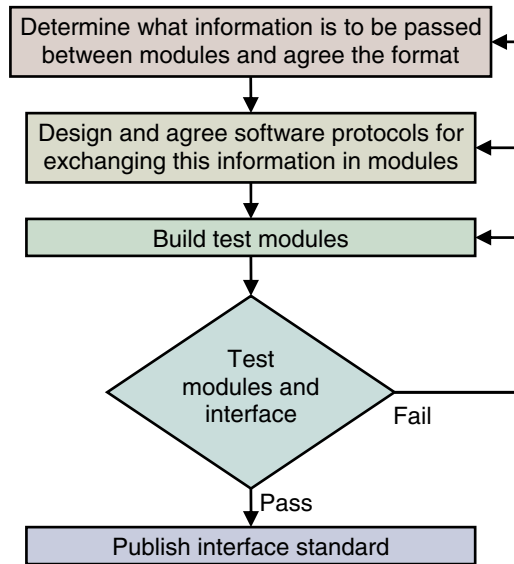 Determine what information is to be passed
between modules and agree the format
Design and agree software protocols for
exchanging this information in modules
Build test modules
Test
modules and
interface
Fail
Pass
Publish interface standard